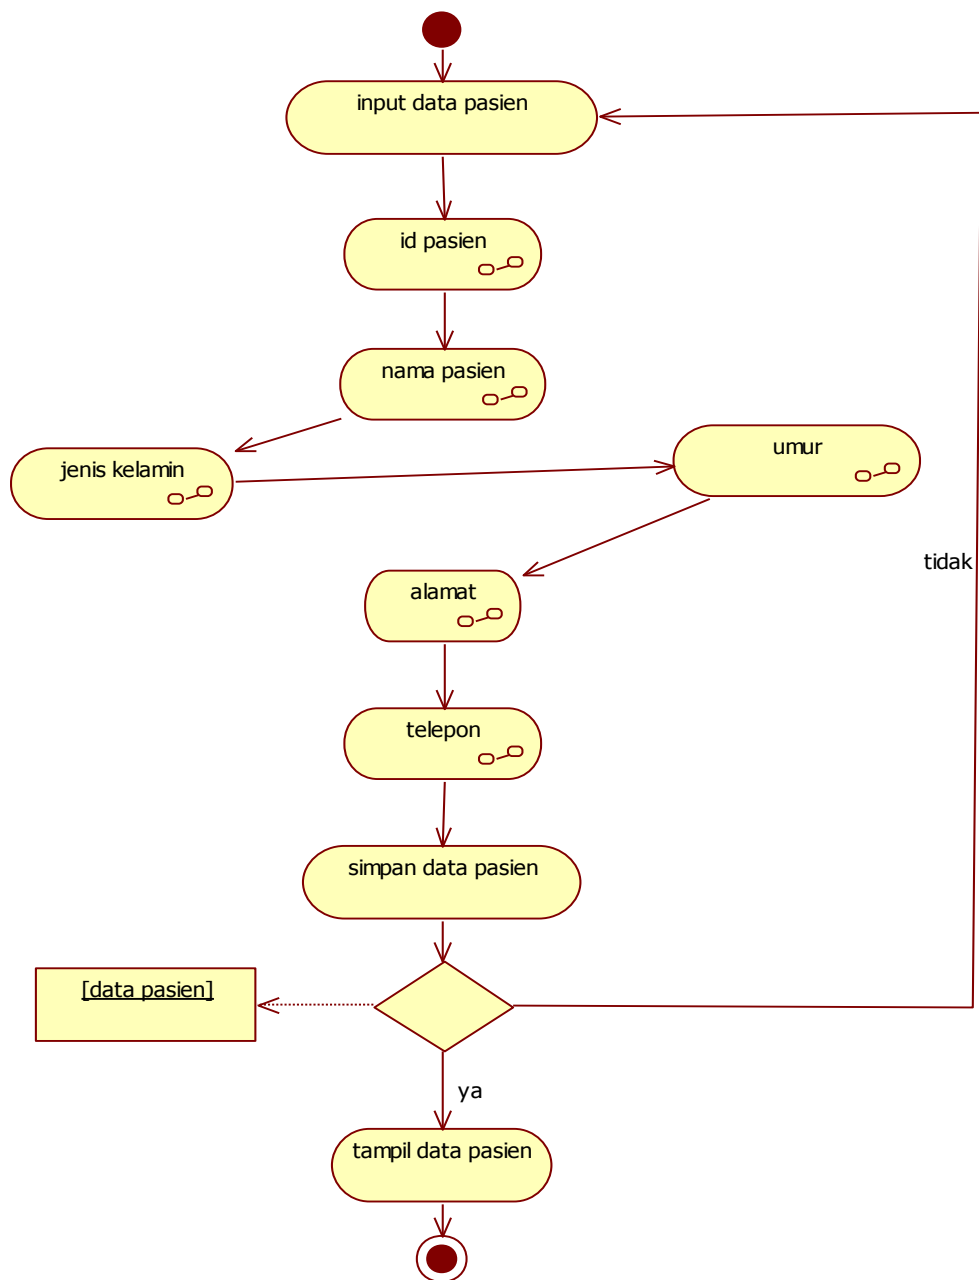 input data pasien
id pasien
nama pasien
jenis kelamin
umur
tidak
alamat
telepon
simpan data pasien
[data pasien]
ya
tampil data pasien